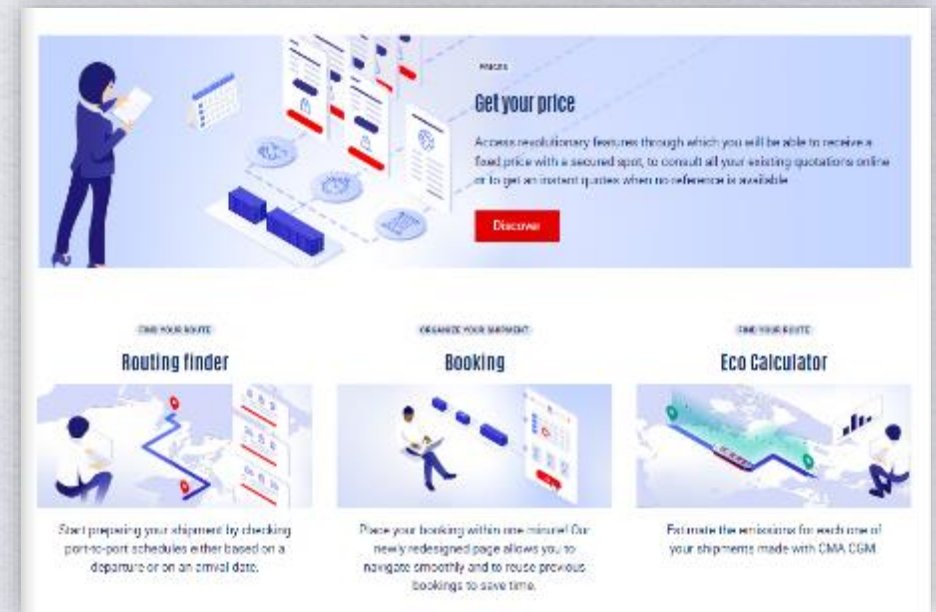 PRICES
Get your price
Access revolutionary features through which you will be able to receive a
fixed price with a secured spot, to consult all your existing quotations online
or to get an instant quotes when no reference is available
Discover
FIND YOUR ROUTE
Routing finder
Start preparing your shipment by checking
port-to-port schedules either based on a
departure or on an arrival date.
ORGANIZE YOUR SHIPMENT
Booking
Place your booking within one minute! Our
newly redesigned page allows you to
navigate smoothly and to reuse previous
bookings to save time.
FIND YOUR ROUTE
Eco Calculator
Estimate the emissions for each one of
your shipments made with CMA CGM.